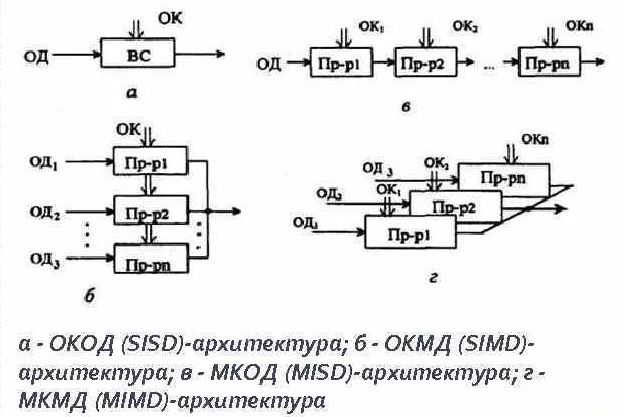 ОК
ОД ВС
а
ОК₁ ОК₂ ОКn
ОД Пр-р1 Пр-р2 ... Пр-рn
в
ОК
ОД₁ Пр-р1
ОД₂ Пр-р2
ОД₃ Пр-рn
б
ОКn
ОД 3 ОК₂ Пр-рn
ОД₂ ОК₁ Пр-р2
ОД₁ Пр-р1
г
а - ОКОД (SISD)-архитектура; б - ОКМД (SIMD)-
архитектура; в - МКОД (MISD)-архитектура; г -
МКМД (MIMD)-архитектура